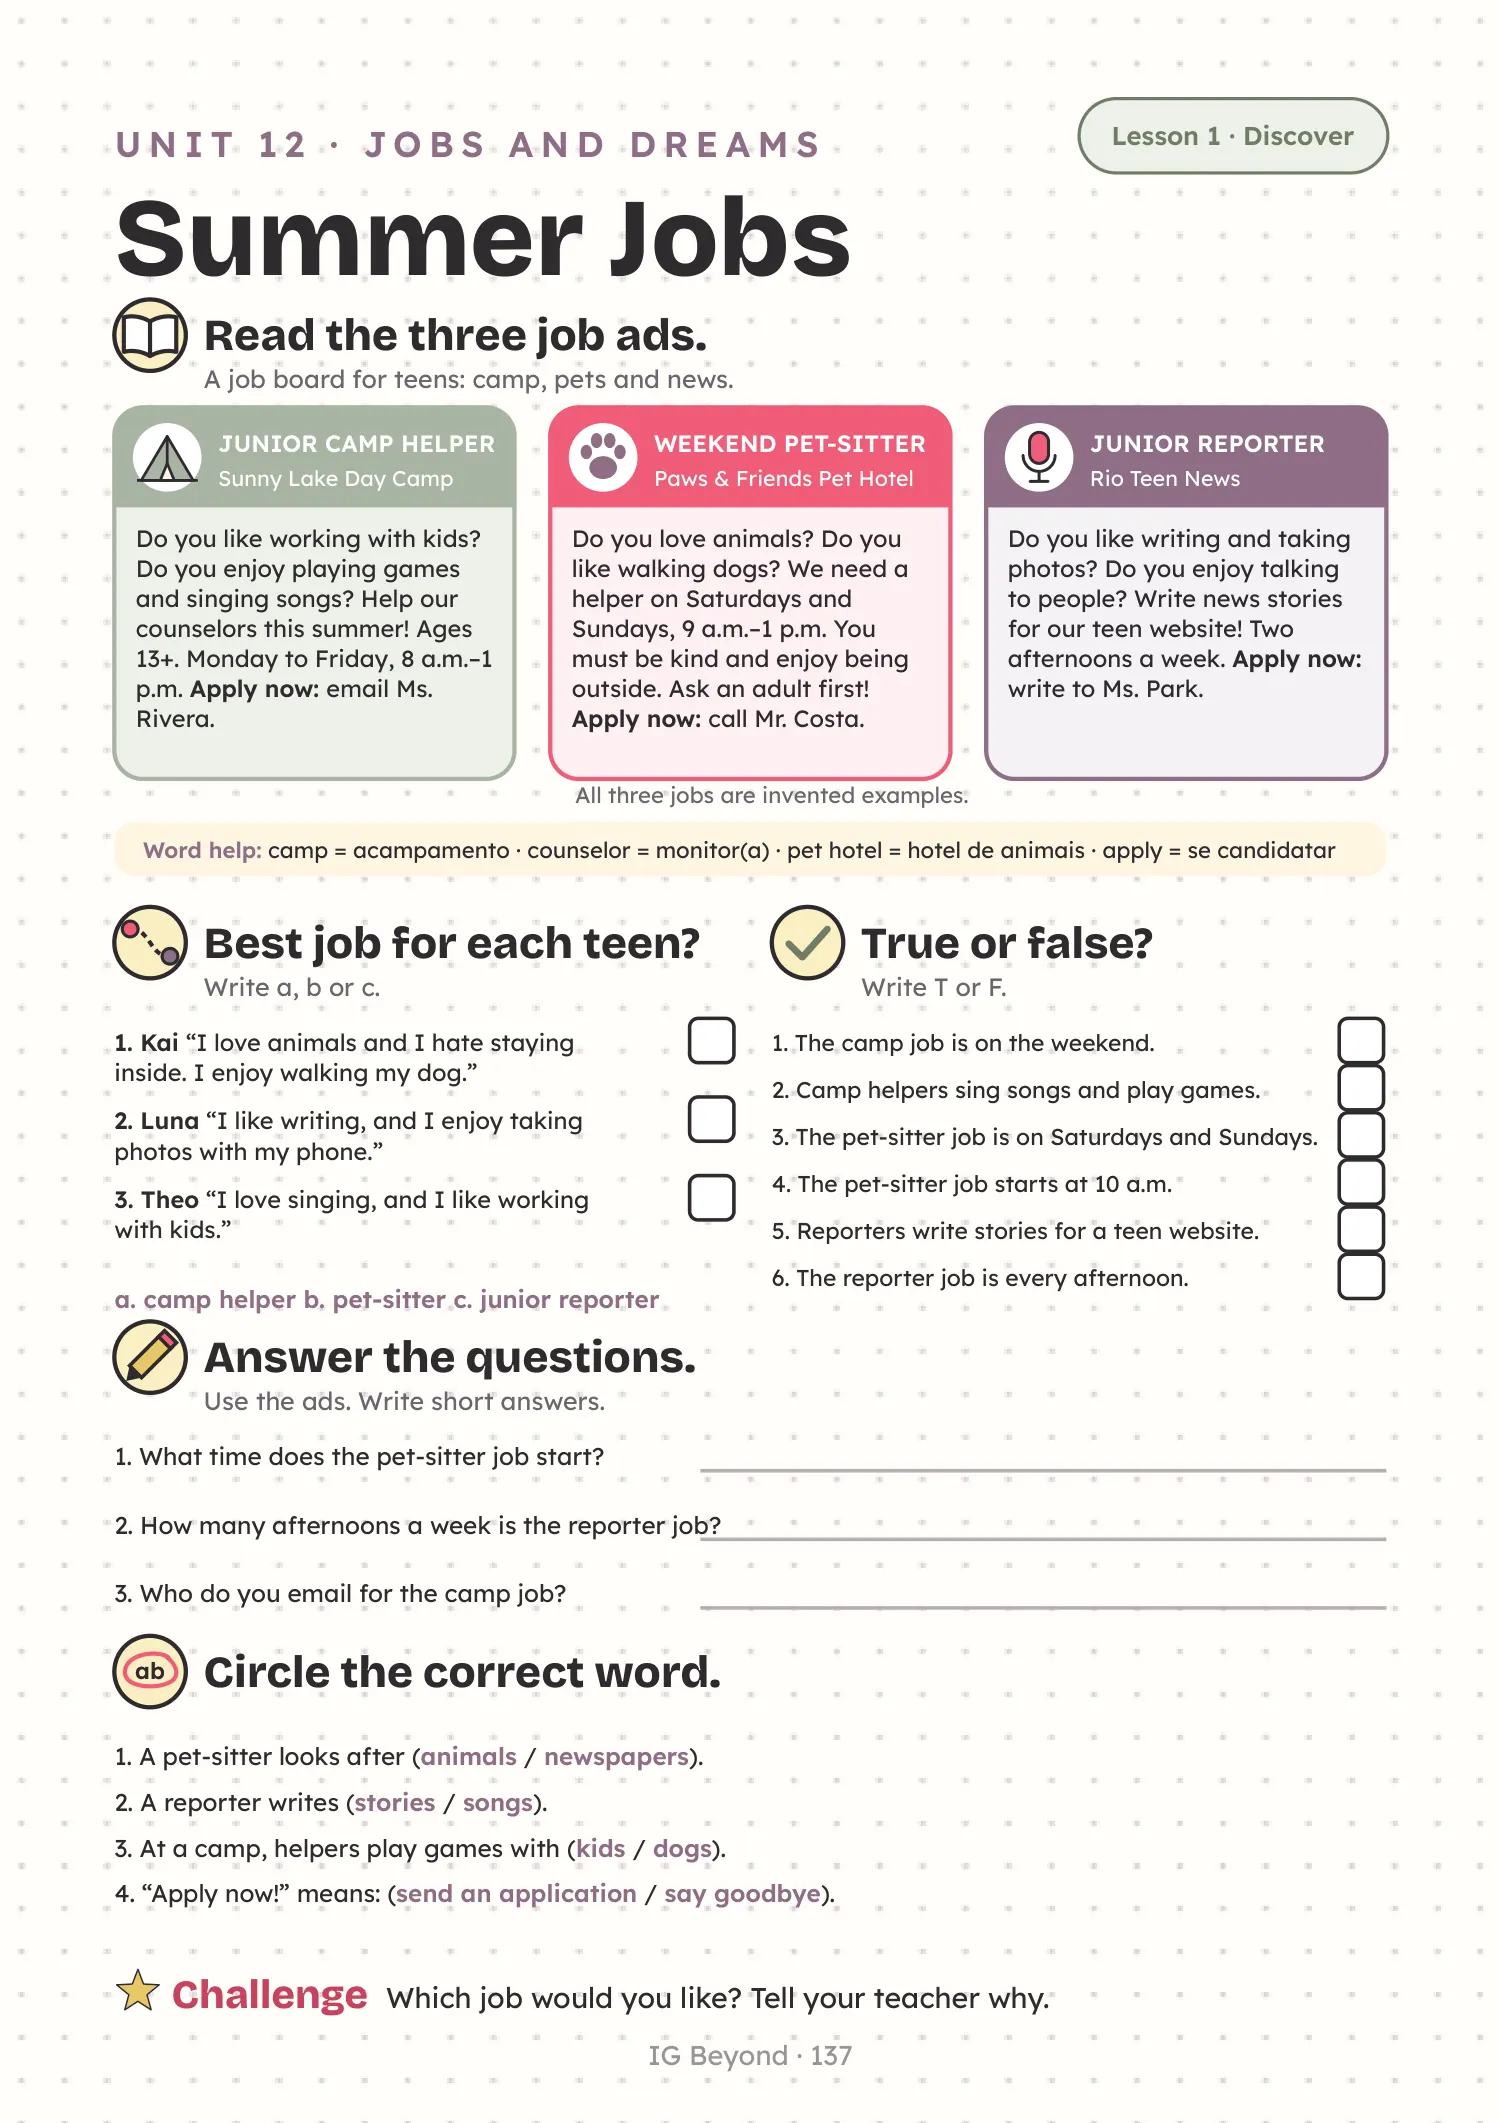 UNIT 12 · JOBS AND DREAMS
Lesson 1 · Discover
Summer Jobs
Read the three job ads.
A job board for teens: camp, pets and news.
JUNIOR CAMP HELPER
Sunny Lake Day Camp
Do you like working with kids?
Do you enjoy playing games
and singing songs? Help our
counselors this summer! Ages
13+. Monday to Friday, 8 a.m.–1
p.m. Apply now: email Ms.
Rivera.
WEEKEND PET-SITTER
Paws & Friends Pet Hotel
Do you love animals? Do you
like walking dogs? We need a
helper on Saturdays and
Sundays, 9 a.m.–1 p.m. You
must be kind and enjoy being
outside. Ask an adult first!
Apply now: call Mr. Costa.
JUNIOR REPORTER
Rio Teen News
Do you like writing and taking
photos? Do you enjoy talking
to people? Write news stories
for our teen website! Two
afternoons a week. Apply now:
write to Ms. Park.
All three jobs are invented examples.
Word help: camp = acampamento · counselor = monitor(a) · pet hotel = hotel de animais · apply = se candidatar
Best job for each teen?
Write a, b or c.
1. Kai “I love animals and I hate staying
inside. I enjoy walking my dog.”
2. Luna “I like writing, and I enjoy taking
photos with my phone.”
3. Theo “I love singing, and I like working
with kids.”
a. camp helper b. pet-sitter c. junior reporter
True or false?
Write T or F.
1. The camp job is on the weekend.
2. Camp helpers sing songs and play games.
3. The pet-sitter job is on Saturdays and Sundays.
4. The pet-sitter job starts at 10 a.m.
5. Reporters write stories for a teen website.
6. The reporter job is every afternoon.
Answer the questions.
Use the ads. Write short answers.
1. What time does the pet-sitter job start?
2. How many afternoons a week is the reporter job?
3. Who do you email for the camp job?
ab
Circle the correct word.
1. A pet-sitter looks after (animals / newspapers).
2. A reporter writes (stories / songs).
3. At a camp, helpers play games with (kids / dogs).
4. “Apply now!” means: (send an application / say goodbye).
Challenge Which job would you like? Tell your teacher why.
IG Beyond · 137